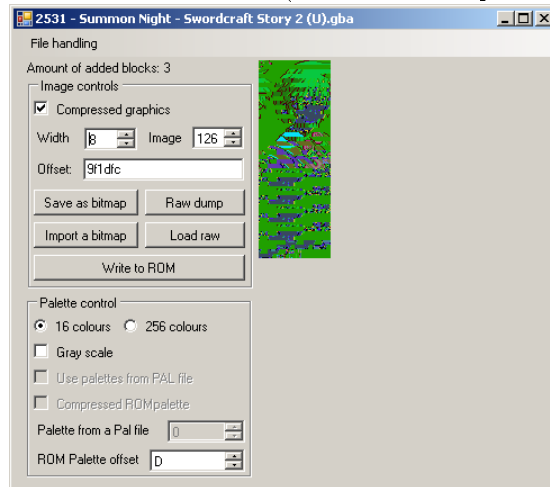 2531 - Summon Night - Swordcraft Story 2 (U).gba
File handling
Amount of added blocks: 3
Image controls
Compressed graphics
Width 8 Image 126
Offset: 9f1dfc
Save as bitmap Raw dump
Import a bitmap Load raw
Write to ROM
Palette control
16 colours 256 colours
Gray scale
Use palettes from PAL file
Compressed ROMpalette
Palette from a Pal file 0
ROM Palette offset D